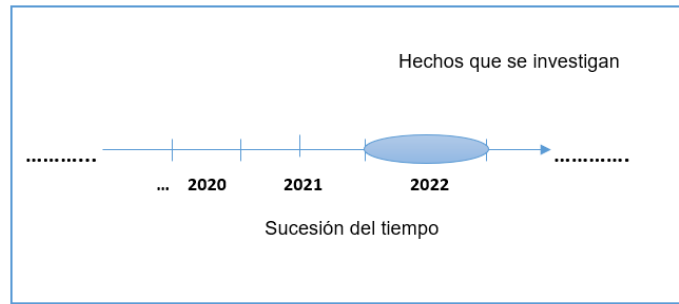 Hechos que se investigan
…………... ………….
... 2020 2021 2022
Sucesión del tiempo